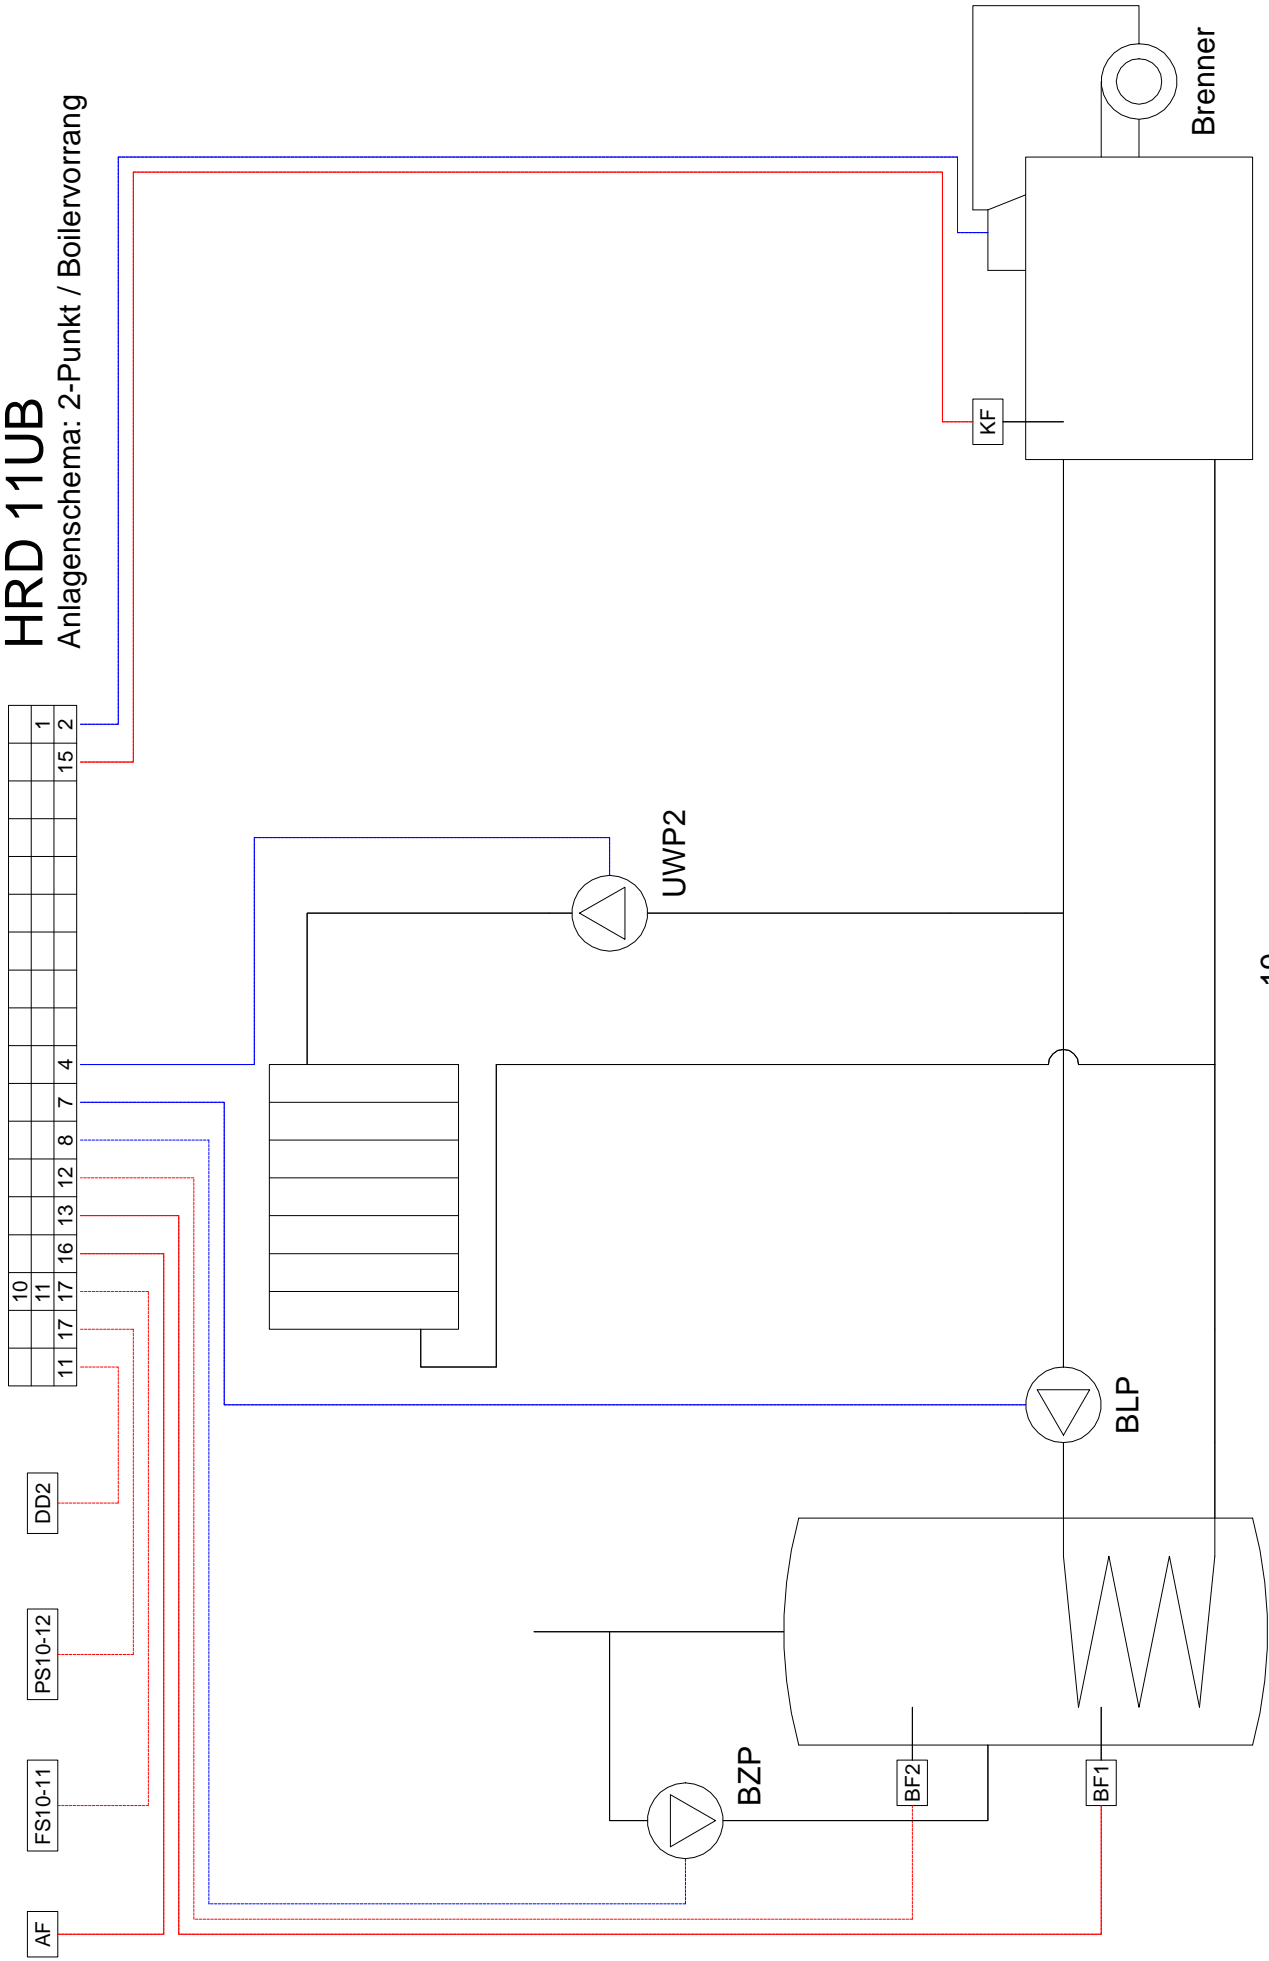 HRD 11UB
Anlagenschema: 2-Punkt / Boilervorrang
AF FS10-11 PS10-12 DD2
10
11 1
11 17 17 16 13 12 8 7 4 15 2
UWP2
BZP
BF2
KF
BF1
BLP
Brenner